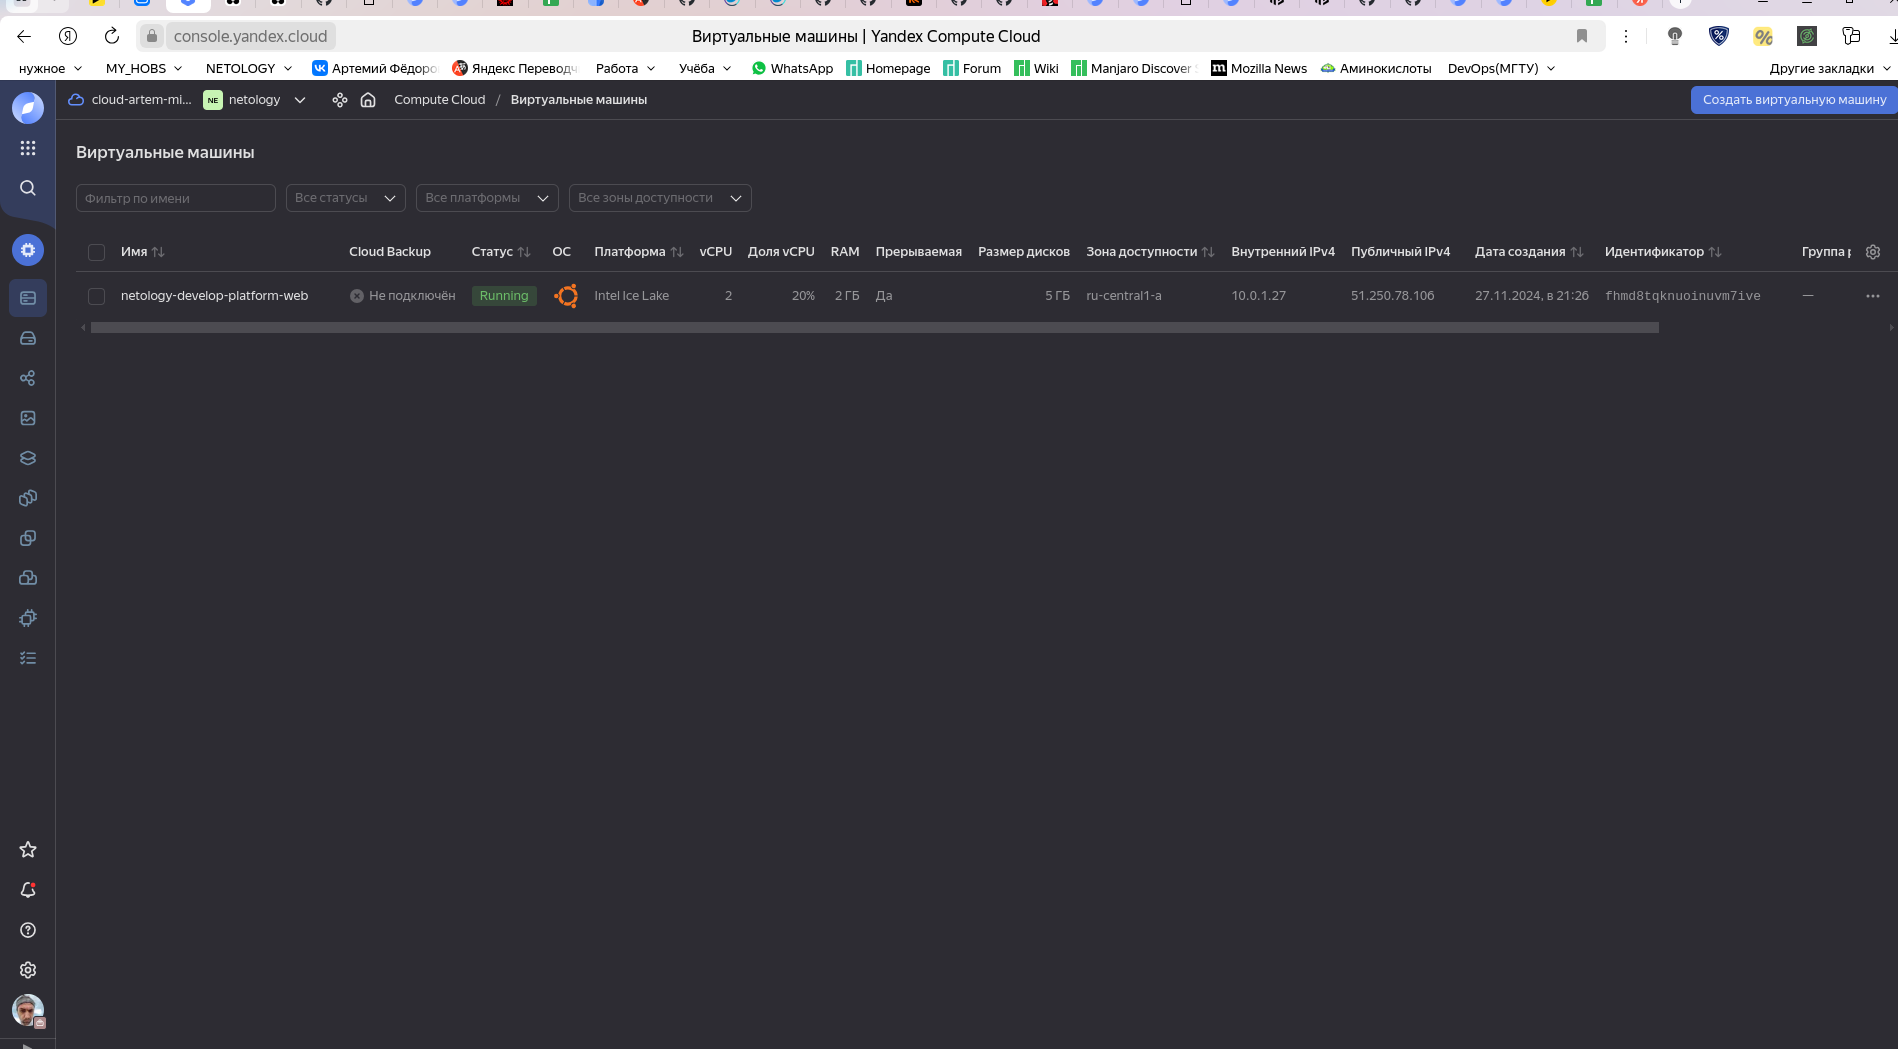 console.yandex.cloud Виртуальные машины | Yandex Compute Cloud
нужное MY_HOBS NETOLOGY Артемий Фёдоро Яндекс Переводч Работа Учёба WhatsApp Homepage Forum Wiki Manjaro Discover Mozilla News Аминокислоты DevOps(МГТУ) Другие закладки
cloud-artem-mi... NE netology Compute Cloud / Виртуальные машины Создать виртуальную машину
Виртуальные машины
Фильтр по имени Все статусы Все платформы Все зоны доступности
Имя Cloud Backup Статус ОС Платформа vCPU Доля vCPU RAM Прерываемая Размер дисков Зона доступности Внутренний IPv4 Публичный IPv4 Дата создания Идентификатор Группа р
netology-develop-platform-web Не подключён Running Intel Ice Lake 2 20% 2 ГБ Да 5 ГБ ru-central1-a 10.0.1.27 51.250.78.106 27.11.2024, в 21:26 fhmd8tqknuoinuvm7ive —